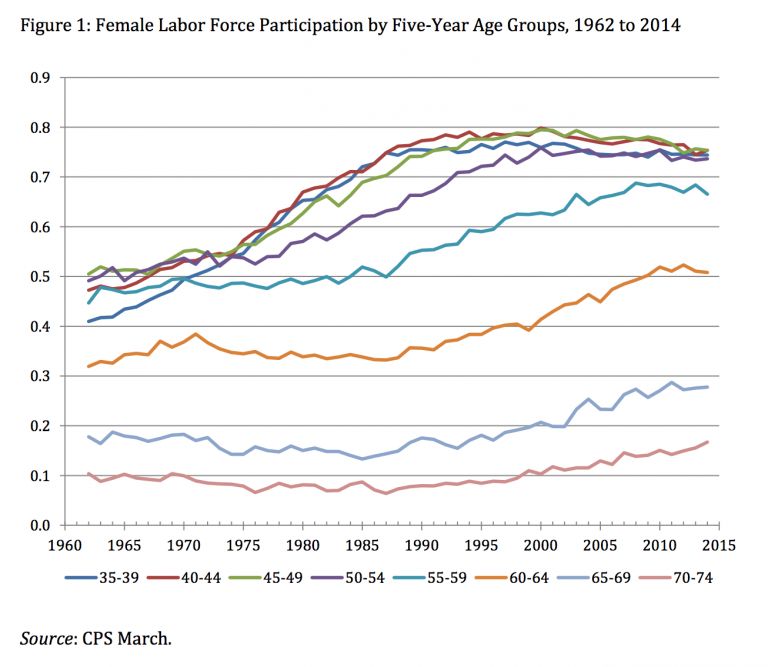 Figure 1: Female Labor Force Participation by Five-Year Age Groups, 1962 to 2014
0.9
0.8
0.7
0.6
0.5
0.4
0.3
0.2
0.1
0.0
1960 1965 1970 1975 1980 1985 1990 1995 2000 2005 2010 2015
35-39 40-44 45-49 50-54 55-59 60-64 65-69 70-74
Source: CPS March.